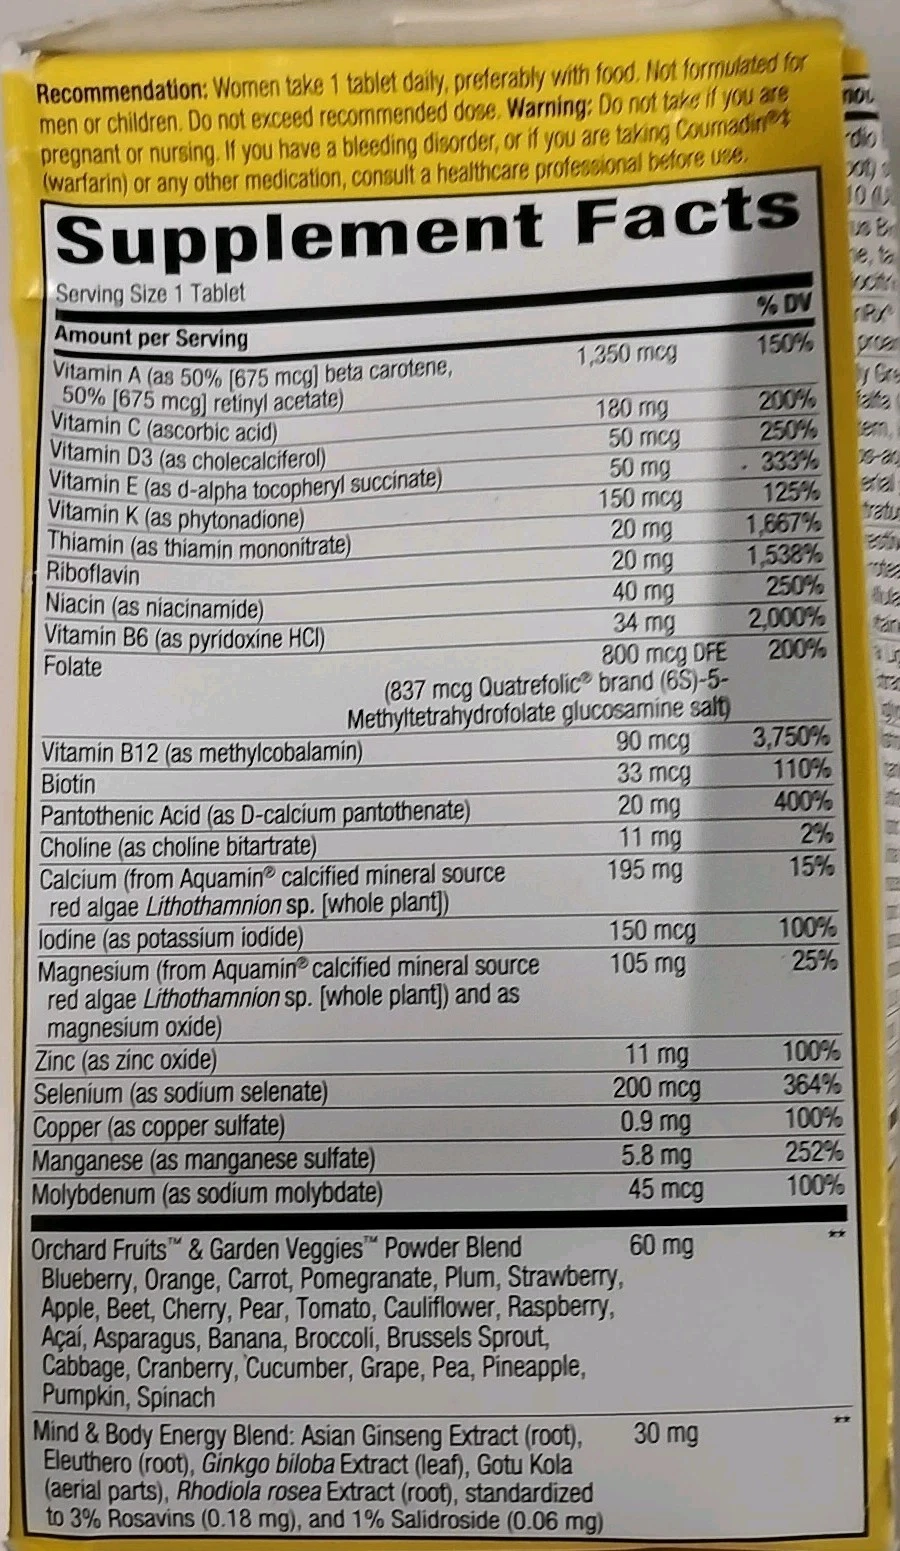 Recommendation: Women take 1 tablet daily, preferably with food. Not formulated for
men or children. Do not exceed recommended dose. Warning: Do not take if you are
pregnant or nursing. If you have a bleeding disorder, or if you are taking Coumadin®‡
(warfarin) or any other medication, consult a healthcare professional before use.
Supplement Facts
Serving Size 1 Tablet
Amount per Serving % DV
Vitamin A (as 50% [675 mcg] beta carotene, 1,350 mcg 150%
50% [675 mcg] retinyl acetate)
Vitamin C (ascorbic acid) 180 mg 200%
Vitamin D3 (as cholecalciferol) 50 mcg 250%
Vitamin E (as d-alpha tocopheryl succinate) 50 mg 333%
Vitamin K (as phytonadione) 150 mcg 125%
Thiamin (as thiamin mononitrate) 20 mg 1,667%
Riboflavin 20 mg 1,538%
Niacin (as niacinamide) 40 mg 250%
Vitamin B6 (as pyridoxine HCl) 34 mg 2,000%
Folate 800 mcg DFE 200%
(837 mcg Quatrefolic® brand (6S)-5-
Methyltetrahydrofolate glucosamine salt)
Vitamin B12 (as methylcobalamin) 90 mcg 3,750%
Biotin 33 mcg 110%
Pantothenic Acid (as D-calcium pantothenate) 20 mg 400%
Choline (as choline bitartrate) 11 mg 2%
Calcium (from Aquamin® calcified mineral source 195 mg 15%
red algae Lithothamnion sp. [whole plant])
Iodine (as potassium iodide) 150 mcg 100%
Magnesium (from Aquamin® calcified mineral source 105 mg 25%
red algae Lithothamnion sp. [whole plant]) and as
magnesium oxide)
Zinc (as zinc oxide) 11 mg 100%
Selenium (as sodium selenate) 200 mcg 364%
Copper (as copper sulfate) 0.9 mg 100%
Manganese (as manganese sulfate) 5.8 mg 252%
Molybdenum (as sodium molybdate) 45 mcg 100%
Orchard Fruits™ & Garden Veggies™ Powder Blend 60 mg **
Blueberry, Orange, Carrot, Pomegranate, Plum, Strawberry,
Apple, Beet, Cherry, Pear, Tomato, Cauliflower, Raspberry,
Açaí, Asparagus, Banana, Broccoli, Brussels Sprout,
Cabbage, Cranberry, Cucumber, Grape, Pea, Pineapple,
Pumpkin, Spinach
Mind & Body Energy Blend: Asian Ginseng Extract (root), 30 mg **
Eleuthero (root), Ginkgo biloba Extract (leaf), Gotu Kola
(aerial parts), Rhodiola rosea Extract (root), standardized
to 3% Rosavins (0.18 mg), and 1% Salidroside (0.06 mg)